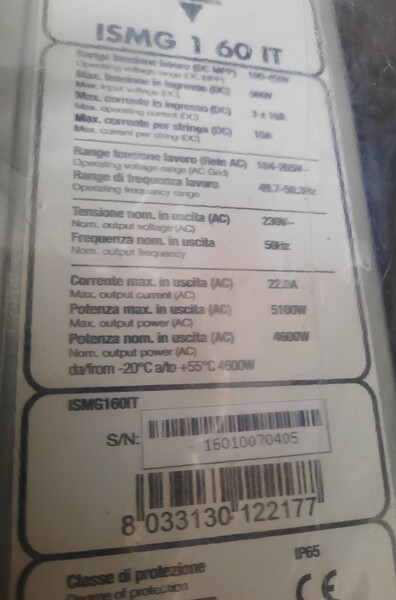 ISMG 1 60 IT
Range tensione lavoro (DC MPP)
Operating voltage range (DC MPP)
Max. tensione in ingresso (DC) 500V
Max. input voltage (DC)
Max. corrente in ingresso (DC) 3 x 10A
Max. operating current (DC)
Max. corrente per stringa (DC) 10A
Max. current per string (DC)
Range tensione lavoro (Rete AC)
Operating voltage range (AC Grid)
Range di frequenza lavoro
Operating frequency range
Tensione nom. in uscita (AC) 230V~
Nom. output voltage (AC)
Frequenza nom. in uscita 50Hz
Nom. output frequency
Corrente max. in uscita (AC) 22.0A
Max. output current (AC)
Potenza max. in uscita (AC) 5100W
Max. output power (AC)
Potenza nom. in uscita (AC) 4600W
Nom. output power (AC)
da/from -20°C a/to +55°C 4600W
ISMG160IT
S/N: 16010070405
8 033130 122177
Classe di protezione IP65
Degree of protection
CE